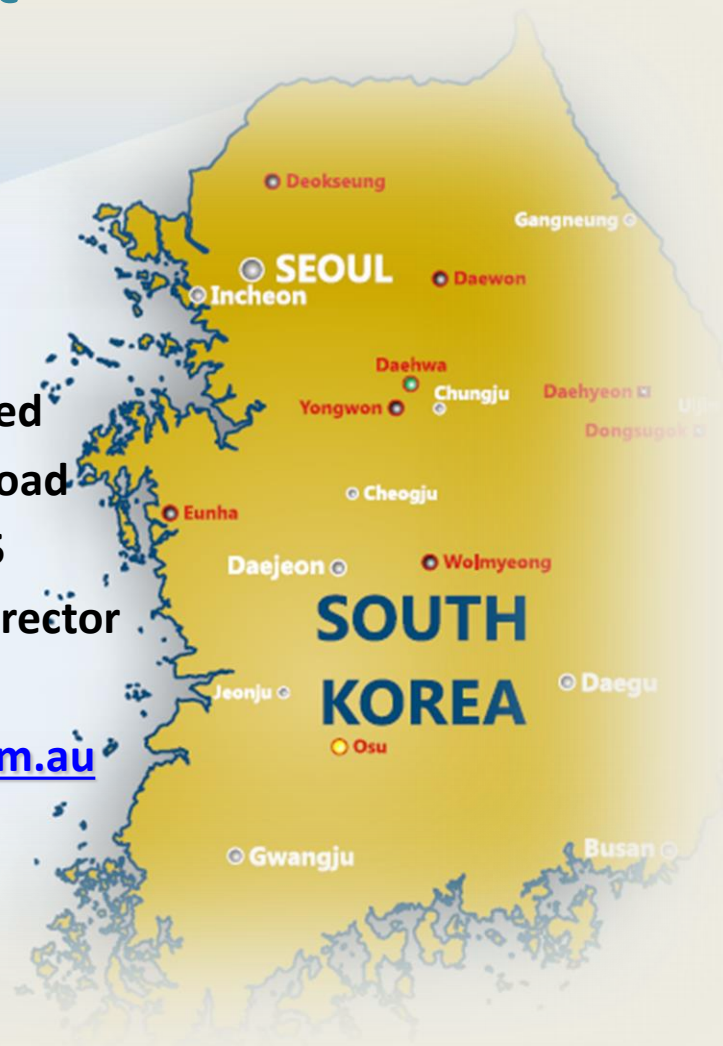 Deokseung
Gangneung
SEOUL
Daewon
Incheon
Daehwa
Chungju
Daehyeon
Yongwon
ed
Dongsugok
oad
Cheogju
Eunha
Daejeon
Wolmyeong
rector
SOUTH
KOREA
Daegu
Jeonju
m.au
Osu
Gwangju
Busan